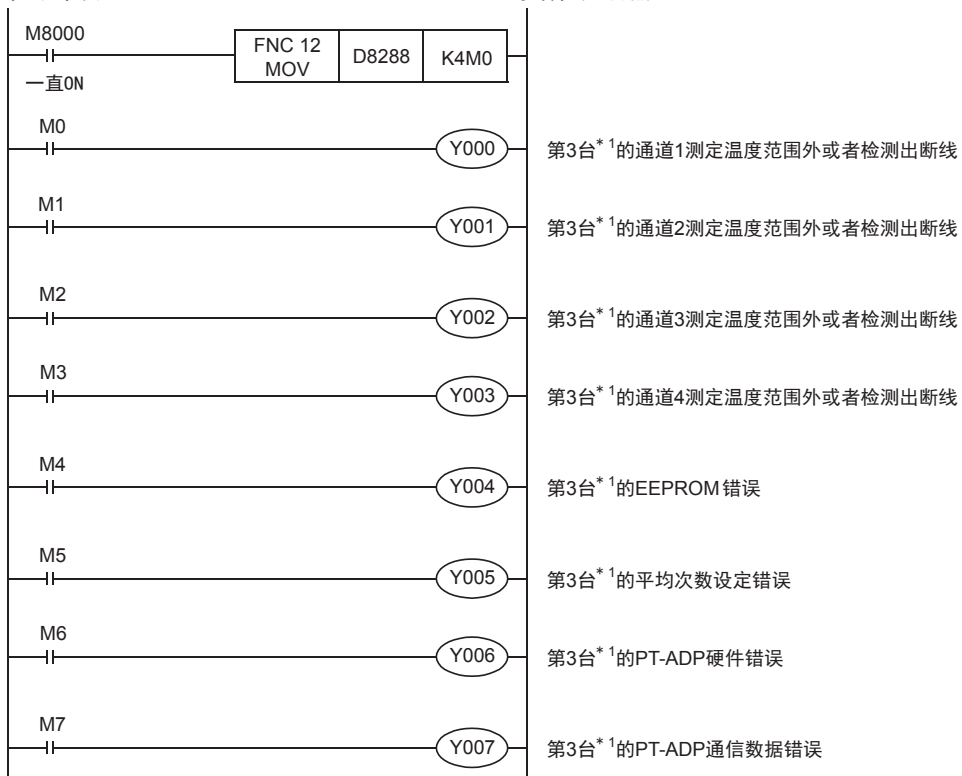 M8000
FNC 12
MOV
D8288
K4M0
一直ON
M0
Y000
第3台*1的通道1测定温度范围外或者检测出断线
M1
Y001
第3台*1的通道2测定温度范围外或者检测出断线
M2
Y002
第3台*1的通道3测定温度范围外或者检测出断线
M3
Y003
第3台*1的通道4测定温度范围外或者检测出断线
M4
Y004
第3台*1的EEPROM错误
M5
Y005
第3台*1的平均次数设定错误
M6
Y006
第3台*1的PT-ADP硬件错误
M7
Y007
第3台*1的PT-ADP通信数据错误